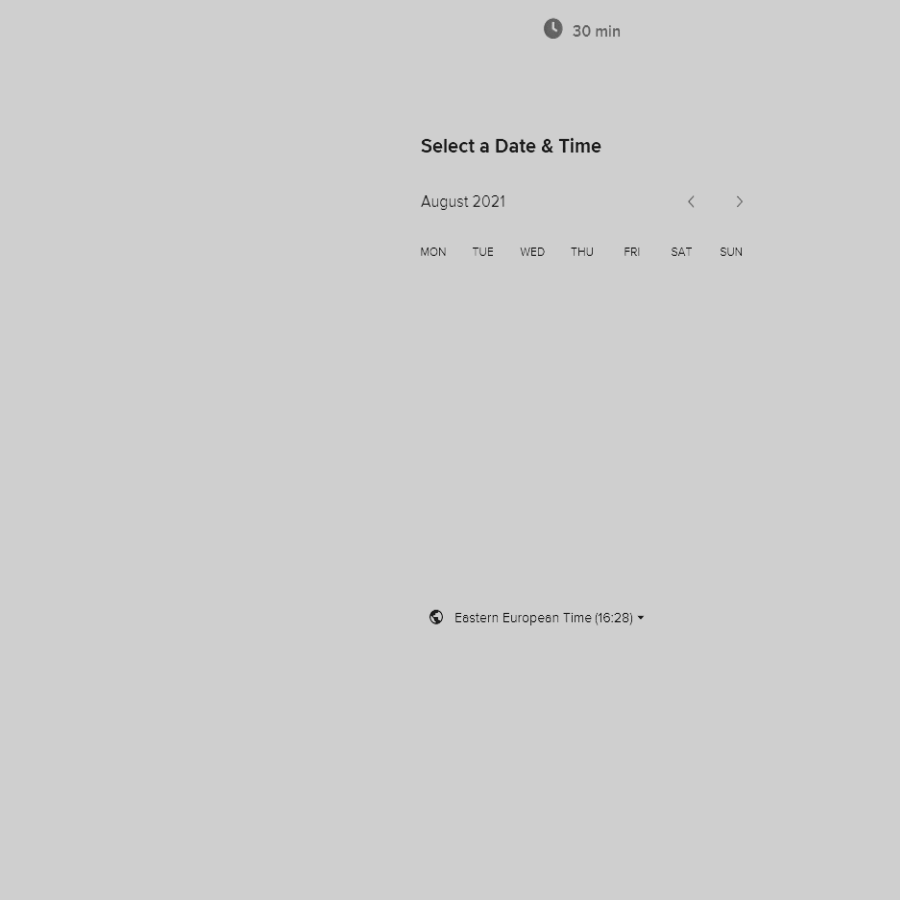 30 min
Select a Date & Time
August 2021
MON TUE WED THU FRI SAT SUN
Eastern European Time (16:28)